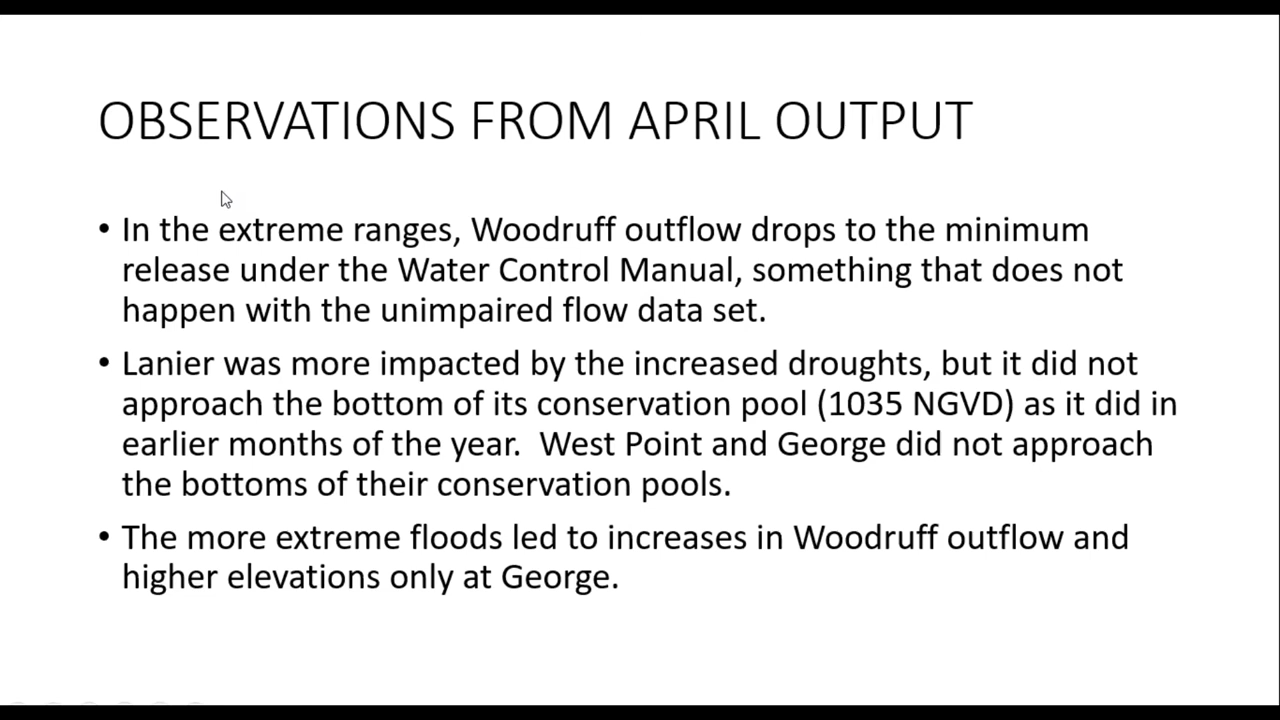 OBSERVATIONS FROM APRIL OUTPUT
• In the extreme ranges, Woodruff outflow drops to the minimum
release under the Water Control Manual, something that does not
happen with the unimpaired flow data set.
• Lanier was more impacted by the increased droughts, but it did not
approach the bottom of its conservation pool (1035 NGVD) as it did in
earlier months of the year.  West Point and George did not approach
the bottoms of their conservation pools.
• The more extreme floods led to increases in Woodruff outflow and
higher elevations only at George.